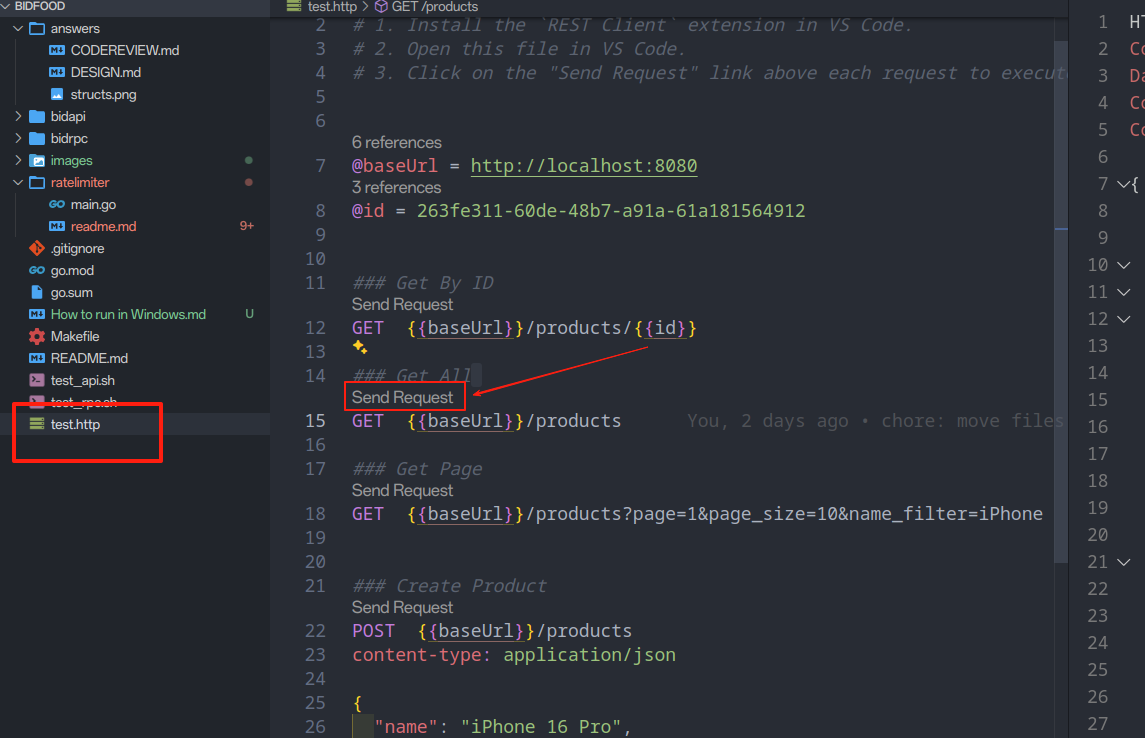 BIDFOOD
answers
CODEREVIEW.md
DESIGN.md
structs.png
bidapi
bidrpc
images
ratelimiter
main.go
readme.md 9+
.gitignore
go.mod
go.sum
How to run in Windows.md U
Makefile
README.md
test_api.sh
test_rpc.sh
test.http
test.http > GET /products
2 # 1. Install the `REST Client` extension in VS Code.
3 # 2. Open this file in VS Code.
4 # 3. Click on the "Send Request" link above each request to execut
5
6
6 references
7 @baseUrl = http://localhost:8080
3 references
8 @id = 263fe311-60de-48b7-a91a-61a181564912
9
10
11 ### Get By ID
Send Request
12 GET {{baseUrl}}/products/{{id}}
13
14 ### Get All
Send Request
15 GET {{baseUrl}}/products You, 2 days ago • chore: move files
16
17 ### Get Page
Send Request
18 GET {{baseUrl}}/products?page=1&page_size=10&name_filter=iPhone
19
20
21 ### Create Product
Send Request
22 POST {{baseUrl}}/products
23 content-type: application/json
24
25 {
26 "name": "iPhone 16 Pro",
1 H
2 Co
3 Da
4 Co
5 Co
6
7 {
8
9
10
11
12
13
14
15
16
17
18
19
20
21
22
23
24
25
26
27